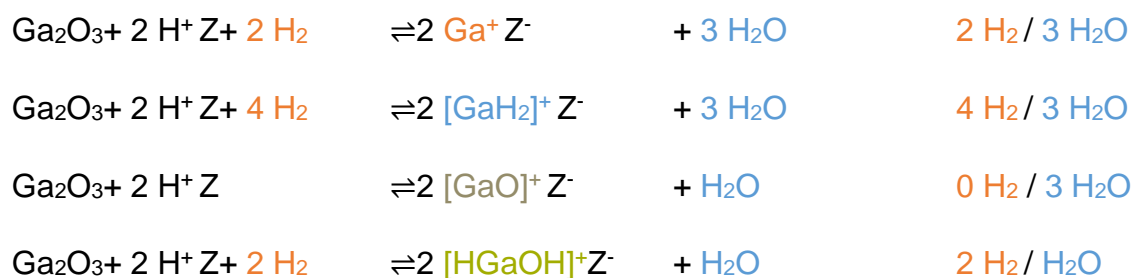 Ga₂O₃+ 2 H⁺ Z+ 2 H₂ ⇌2 Ga⁺ Z⁻ + 3 H₂O 2 H₂ / 3 H₂O
Ga₂O₃+ 2 H⁺ Z+ 4 H₂ ⇌2 [GaH₂]⁺ Z⁻ + 3 H₂O 4 H₂ / 3 H₂O
Ga₂O₃+ 2 H⁺ Z ⇌2 [GaO]⁺ Z⁻ + H₂O 0 H₂ / 3 H₂O
Ga₂O₃+ 2 H⁺ Z+ 2 H₂ ⇌2 [HGaOH]⁺Z⁻ + H₂O 2 H₂ / H₂O